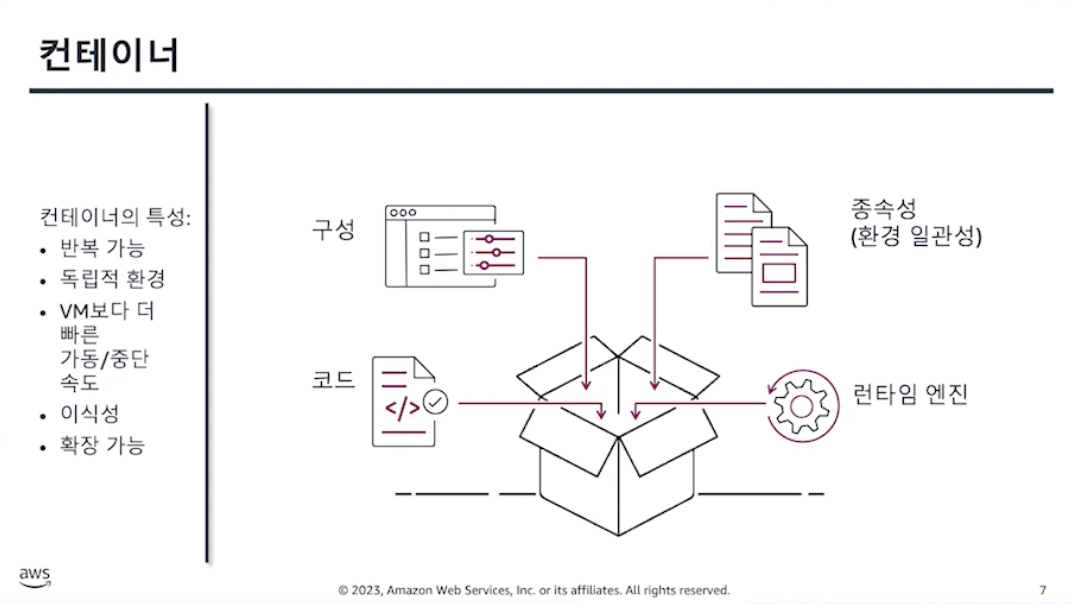 컨테이너
컨테이너의 특성:
• 반복 가능
• 독립적 환경
• VM보다 더
빠른
가동/중단
속도
• 이식성
• 확장 가능
구성
종속성
(환경 일관성)
코드
</>
런타임 엔진
aws
© 2023, Amazon Web Services, Inc. or its affiliates. All rights reserved.
7